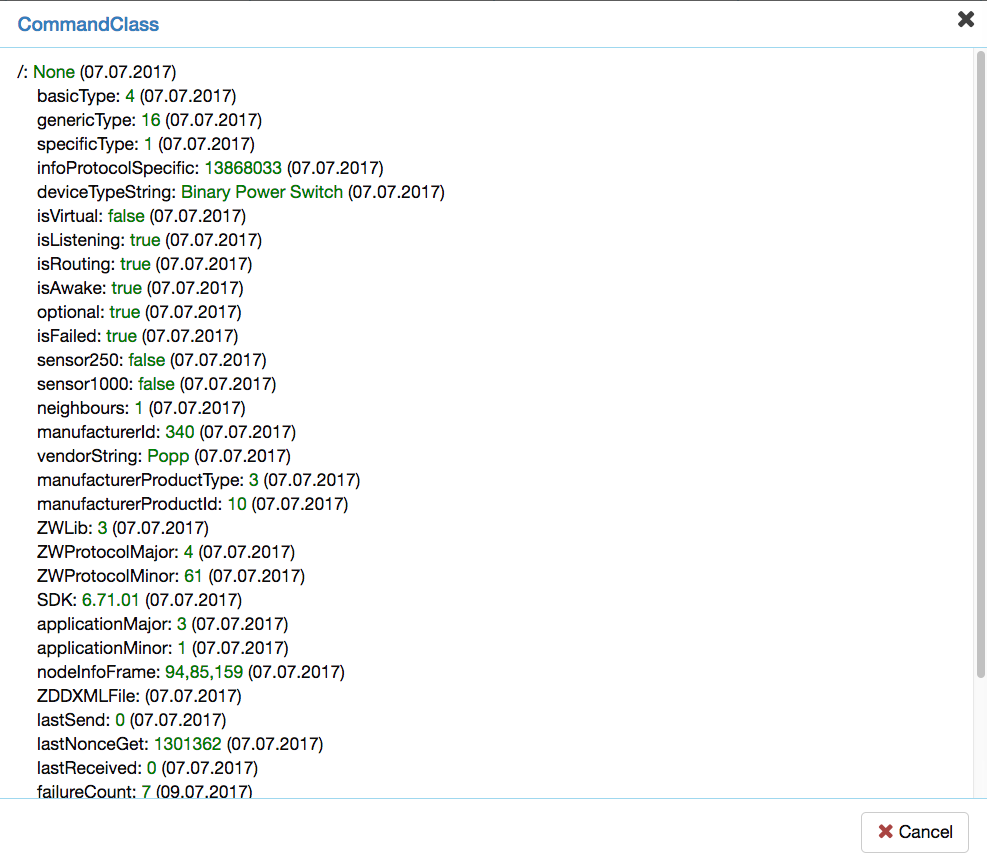 CommandClass
/: None (07.07.2017)
basicType: 4 (07.07.2017)
genericType: 16 (07.07.2017)
specificType: 1 (07.07.2017)
infoProtocolSpecific: 13868033 (07.07.2017)
deviceTypeString: Binary Power Switch (07.07.2017)
isVirtual: false (07.07.2017)
isListening: true (07.07.2017)
isRouting: true (07.07.2017)
isAwake: true (07.07.2017)
optional: true (07.07.2017)
isFailed: true (07.07.2017)
sensor250: false (07.07.2017)
sensor1000: false (07.07.2017)
neighbours: 1 (07.07.2017)
manufacturerId: 340 (07.07.2017)
vendorString: Popp (07.07.2017)
manufacturerProductType: 3 (07.07.2017)
manufacturerProductId: 10 (07.07.2017)
ZWLib: 3 (07.07.2017)
ZWProtocolMajor: 4 (07.07.2017)
ZWProtocolMinor: 61 (07.07.2017)
SDK: 6.71.01 (07.07.2017)
applicationMajor: 3 (07.07.2017)
applicationMinor: 1 (07.07.2017)
nodeInfoFrame: 94,85,159 (07.07.2017)
ZDDXMLFile: (07.07.2017)
lastSend: 0 (07.07.2017)
lastNonceGet: 1301362 (07.07.2017)
lastReceived: 0 (07.07.2017)
failureCount: 7 (09.07.2017)
Cancel